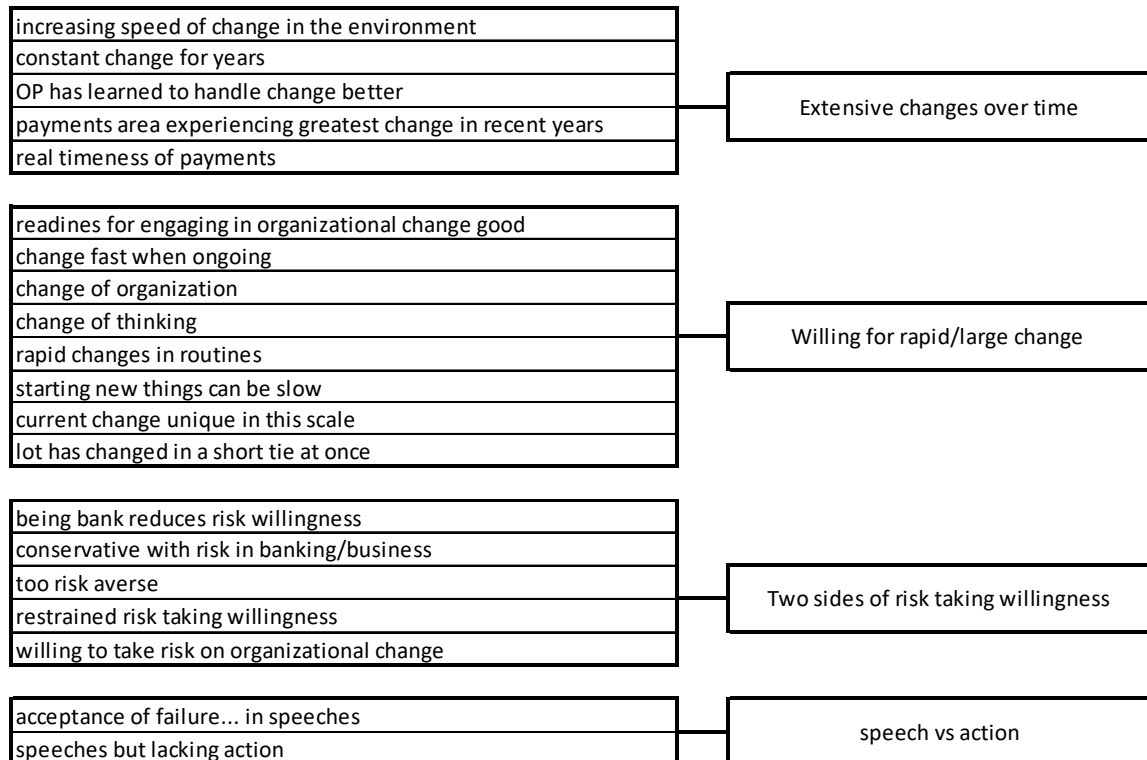 increasing speed of change in the environment
constant change for years
OP has learned to handle change better
payments area experiencing greatest change in recent years
real timeness of payments
Extensive changes over time
readines for engaging in organizational change good
change fast when ongoing
change of organization
change of thinking
rapid changes in routines
starting new things can be slow
current change unique in this scale
lot has changed in a short tie at once
Willing for rapid/large change
being bank reduces risk willingness
conservative with risk in banking/business
too risk averse
restrained risk taking willingness
willing to take risk on organizational change
Two sides of risk taking willingness
acceptance of failure... in speeches
speeches but lacking action
speech vs action